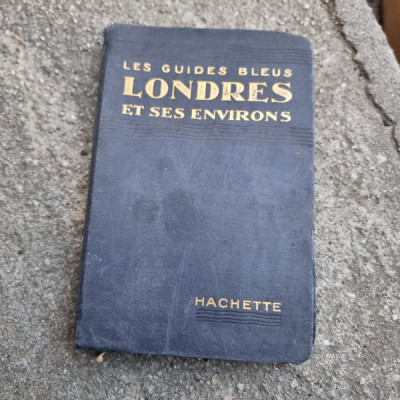 LES GUIDES BLEUS
LONDRES
ET SES ENVIRONS
HACHETTE